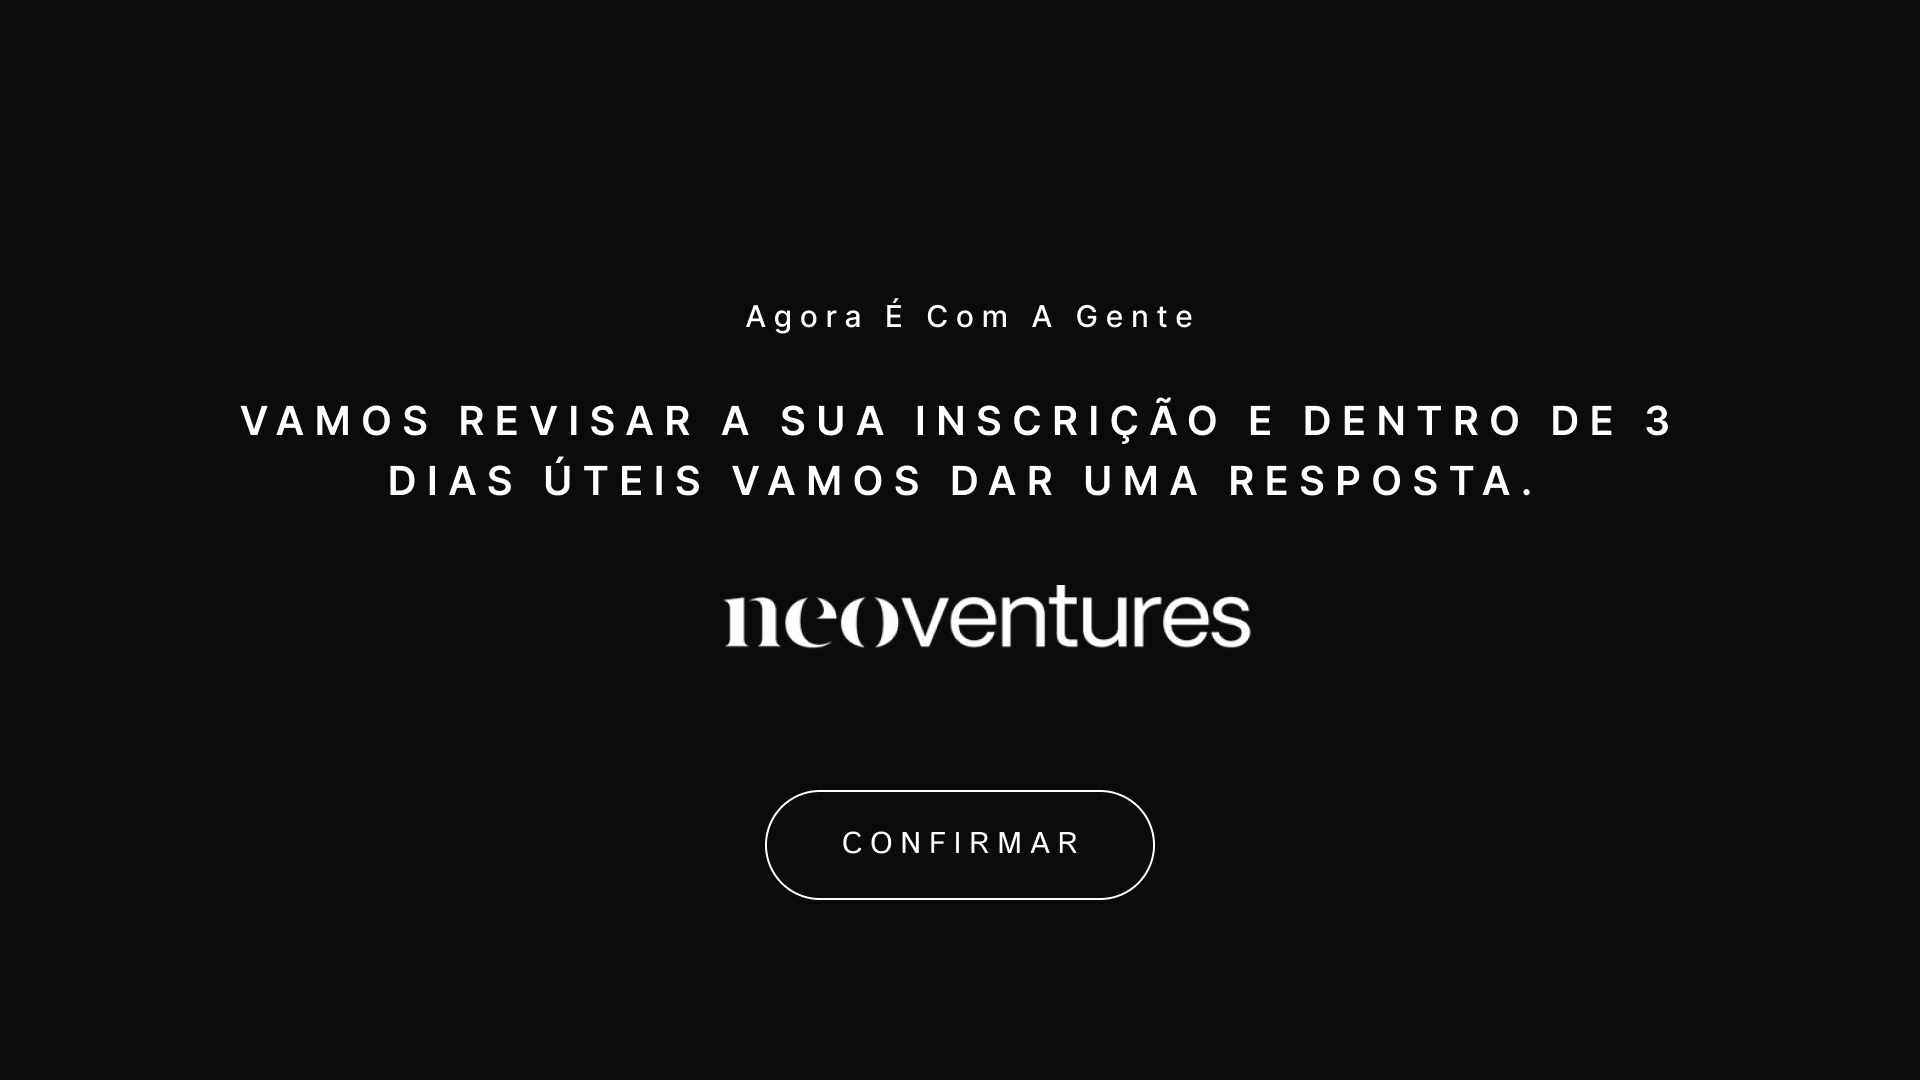 Agora É Com A Gente
VAMOS REVISAR A SUA INSCRIÇÃO E DENTRO DE 3
DIAS ÚTEIS VAMOS DAR UMA RESPOSTA.
neoventures
CONFIRMAR